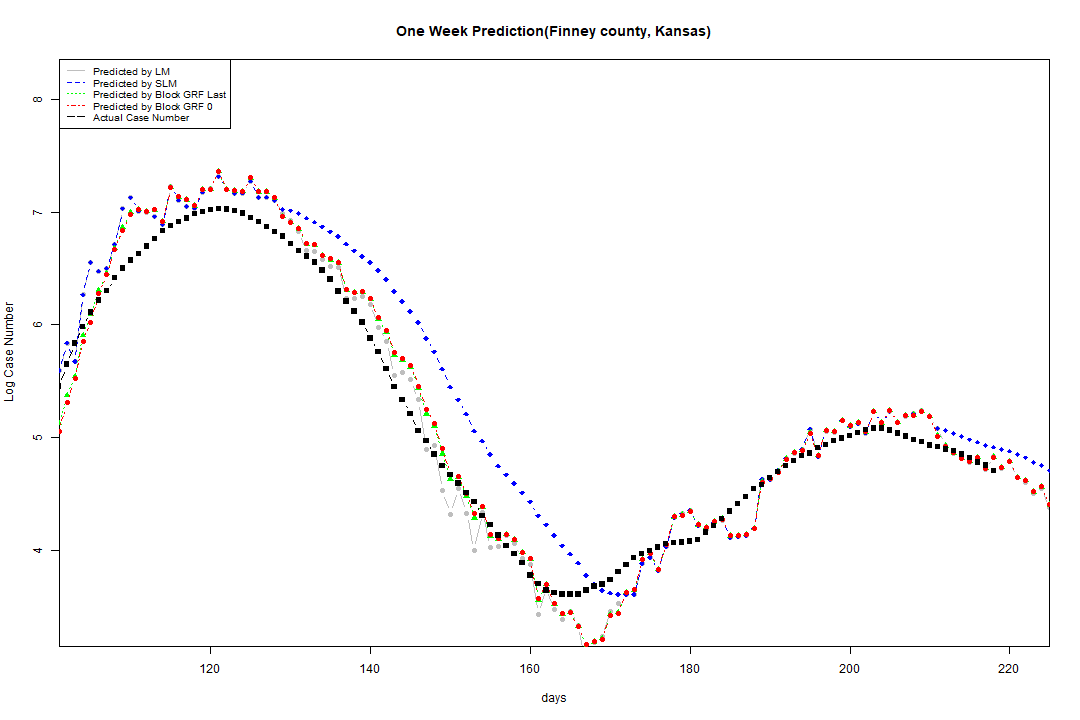 One Week Prediction(Finney county, Kansas)
Predicted by LM
Predicted by SLM
Predicted by Block GRF Last
Predicted by Block GRF 0
Actual Case Number
8
7
6
5
4
Log Case Number
120 140 160 180 200 220
days